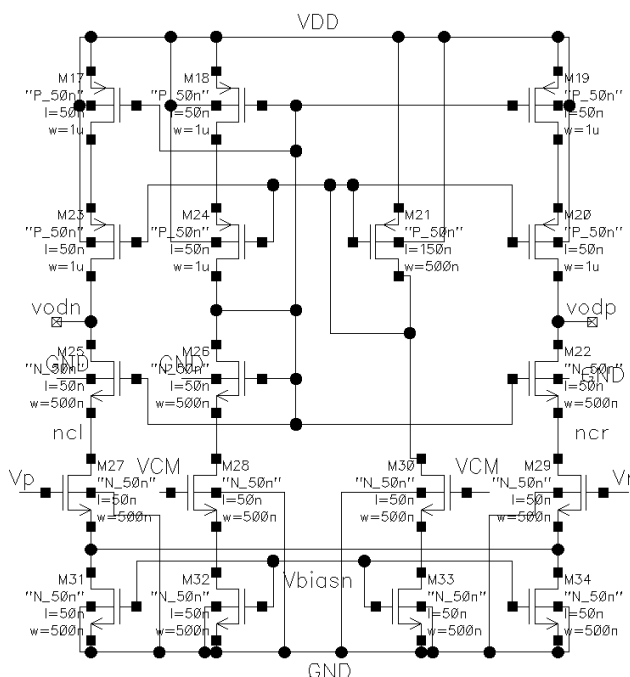 VDD
M17
"P_50n"
l=50n
w=1u
M18
"P_50n"
l=50n
w=1u
M19
"P_50n"
l=50n
w=1u
M23
"P_50n"
l=50n
w=1u
M24
"P_50n"
l=50n
w=1u
M21
"P_50n"
l=150n
w=500n
M20
"P_50n"
l=50n
w=1u
vodn
vodp
M25
GND
"N_50n"
l=50n
w=500n
M26
GND
"N_50n"
l=50n
w=500n
M22
GND
"N_50n"
l=50n
w=500n
ncl
ncr
Vp
M27
"N_50n"
l=50n
w=500n
VCM
M28
"N_50n"
l=50n
w=500n
M30
VCM
"N_50n"
l=50n
w=500n
M29
"N_50n"
l=50n
w=500n
M31
"N_50n"
l=50n
w=500n
M32
"N_50n"
l=50n
w=500n
Vbiasn
M33
"N_50n"
l=50n
w=500n
M34
"N_50n"
l=50n
w=500n
GND